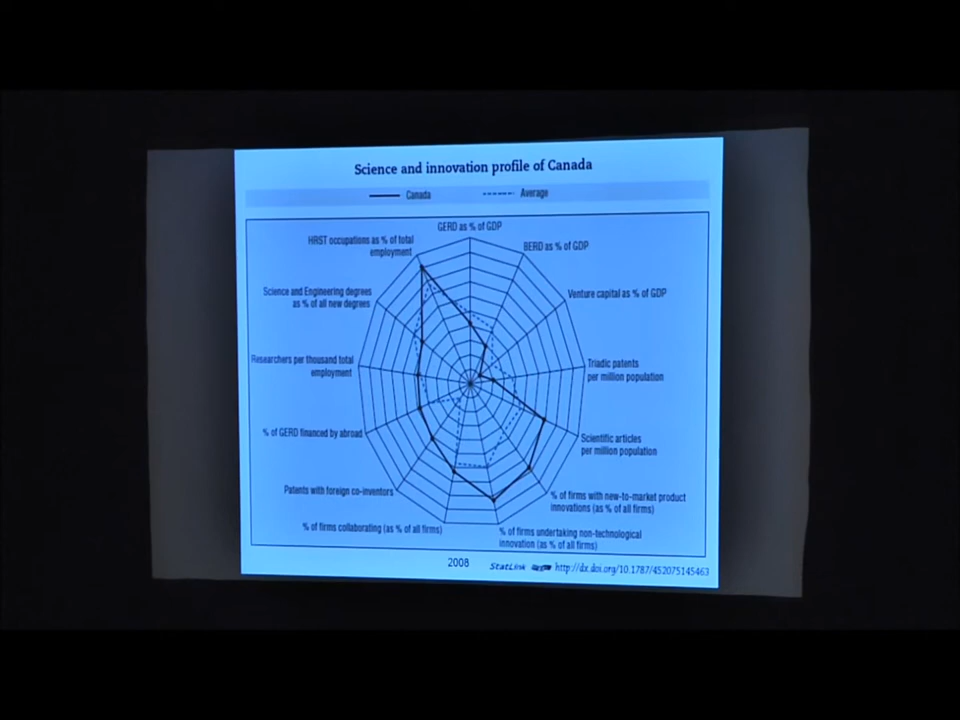 Science and innovation profile of Canada
Canada
Average
GERD as % of GDP
BERD as % of GDP
Venture capital as % of GDP
Triadic patents
per million population
Scientific articles
per million population
% of firms with new-to-market product
innovations (as % of all firms)
% of firms undertaking non-technological
innovation (as % of all firms)
% of firms collaborating (as % of all firms)
Patents with foreign co-inventors
% of GERD financed by abroad
Researchers per thousand total
employment
Science and Engineering degrees
as % of all new degrees
HRST occupations as % of total
employment
2008
StatLink http://dx.doi.org/10.1787/452075145463